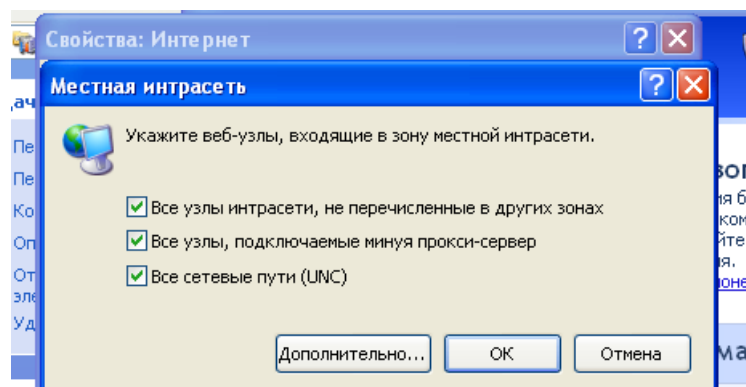 Свойства: Интернет
Местная интрасеть
Укажите веб-узлы, входящие в зону местной интрасети.
Все узлы интрасети, не перечисленные в других зонах
Все узлы, подключаемые минуя прокси-сервер
Все сетевые пути (UNC)
Дополнительно...
ОК
Отмена